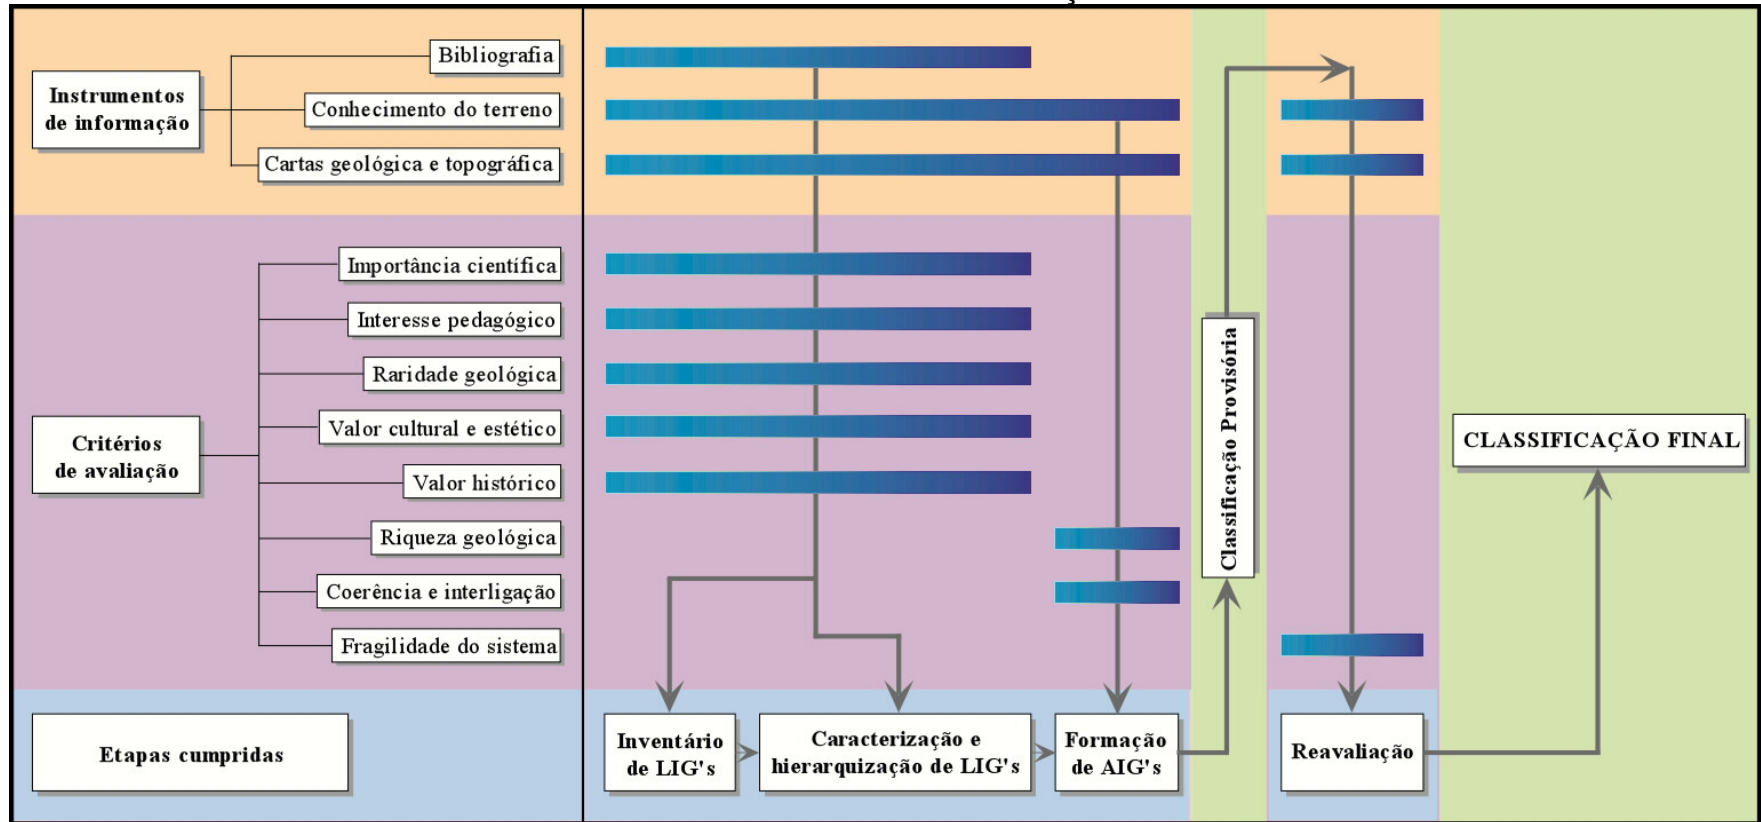 Bibliografia
Instrumentos
de informação
Conhecimento do terreno
Cartas geológica e topográfica
Importância científica
Interesse pedagógico
Raridade geológica
Valor cultural e estético
Critérios
de avaliação
Valor histórico
Riqueza geológica
Coerência e interligação
Fragilidade do sistema
Classificação Provisória
CLASSIFICAÇÃO FINAL
Etapas cumpridas
Inventário
de LIG's
Caracterização e
hierarquização de LIG's
Formação
de AIG's
Reavaliação